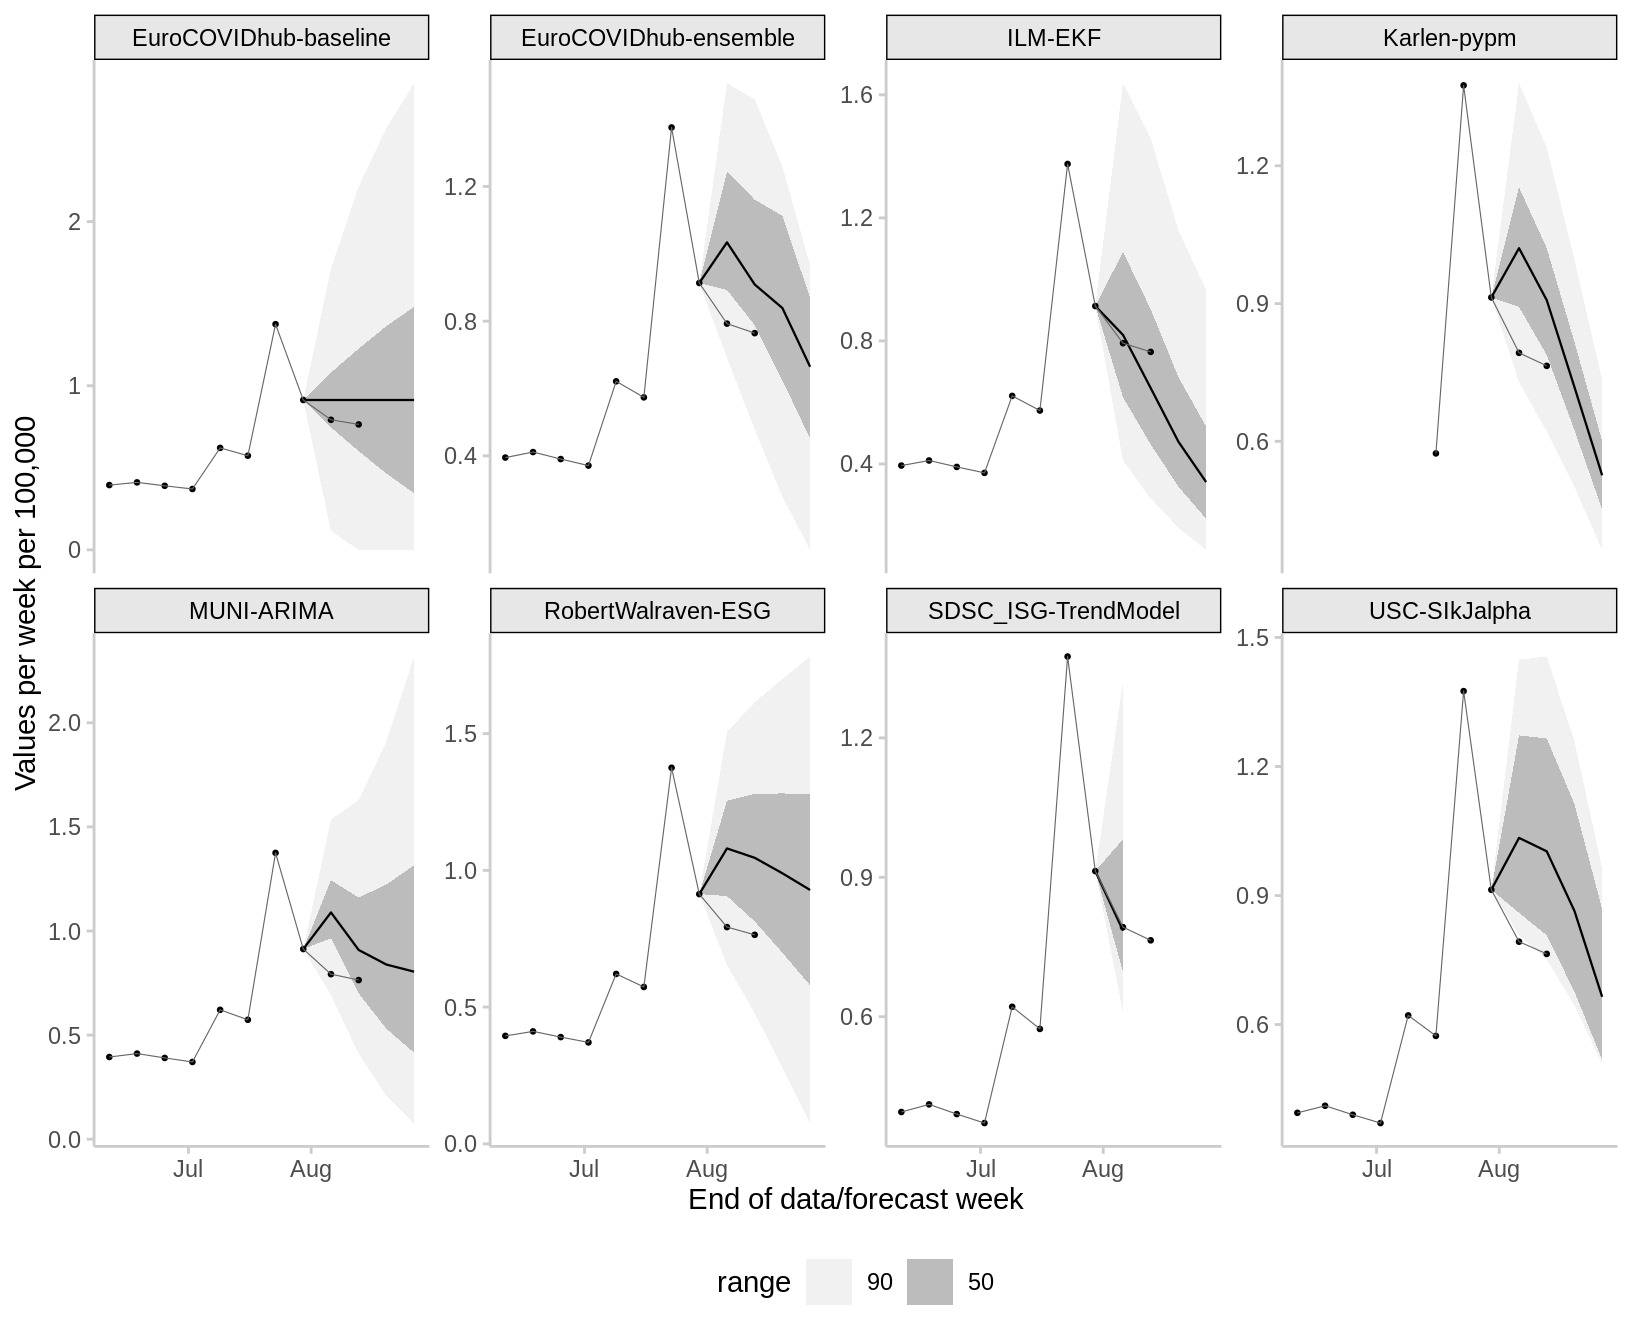 EuroCOVIDhub-baseline
EuroCOVIDhub-ensemble
ILM-EKF
Karlen-pypm
2
1
0
1.2
0.8
0.4
1.6
1.2
0.8
0.4
1.2
0.9
0.6
Values per week per 100,000
MUNI-ARIMA
RobertWalraven-ESG
SDSC_ISG-TrendModel
USC-SIkJalpha
2.0
1.5
1.0
0.5
0.0
1.5
1.0
0.5
0.0
1.2
0.9
0.6
1.5
1.2
0.9
0.6
Jul Aug
Jul Aug
Jul Aug
Jul Aug
End of data/forecast week
range 90 50